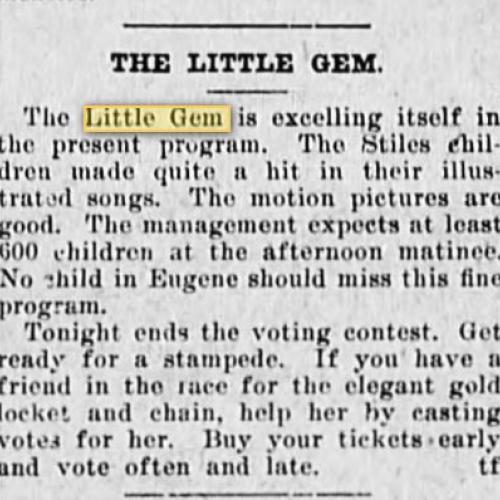 THE LITTLE GEM.
The Little Gem is excelling itself in
the present program. The Stiles chil-
dren made quite a hit in their illus-
trated songs. The motion pictures are
good. The management expects at least
600 children at the afternoon matinee.
No child in Eugene should miss this fine
program.
Tonight ends the voting contest. Get
ready for a stampede. If you have a
friend in the race for the elegant gold
locket and chain, help her by casting
votes for her. Buy your tickets early
and vote often and late. tf